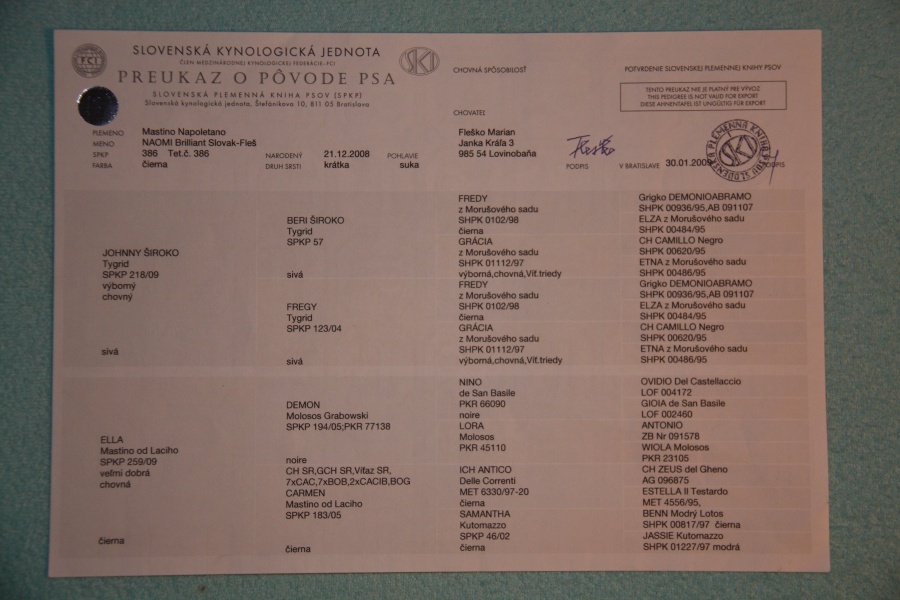 FCI
SLOVENSKÁ KYNOLOGICKÁ JEDNOTA
ČLEN MEDZINÁRODNEJ KYNOLOGICKEJ FEDERÁCIE-FCI
PREUKAZ O PÔVODE PSA
SLOVENSKÁ PLEMENNÁ KNIHA PSOV (SPKP)
Slovenská kynologická jednota, Štefánikova 10, 811 05 Bratislava
SKJ
CHOVNÁ SPÔSOBILOSŤ
POTVRDENIE SLOVENSKEJ PLEMENNEJ KNIHY PSOV
TENTO PREUKAZ NIE JE PLATNÝ PRE VÝVOZ
THIS PEDIGREE IS NOT VALID FOR EXPORT
DIESE AHNENTAFEL IST UNGÜLTIG FÜR EXPORT
CHOVATEĽ
PLEMENO Mastino Napoletano
MENO NAOMI Brilliant Slovak-Fleš
SPKP 386 Tet.č. 386 NARODENÝ 21.12.2008 POHLAVIE suka
FARBA čierna DRUH SRSTI krátka
Fleško Marian
Janka Kráľa 3
985 54 Lovinobaňa
Fleško
PODPIS
V BRATISLAVE 30.01.2009
SKJ
PODPIS
JOHNNY ŠIROKO
Tygrid
SPKP 218/09
výborný
chovný
sivá
BERI ŠIROKO
Tygrid
SPKP 57
sivá
FREGY
Tygrid
SPKP 123/04
sivá
FREDY
z Morušového sadu
SHPK 0102/98
čierna
GRÁCIA
z Morušového sadu
SHPK 01112/97
výborná,chovná,Víť.triedy
FREDY
z Morušového sadu
SHPK 0102/98
čierna
GRÁCIA
z Morušového sadu
SHPK 01112/97
výborná,chovná,Víť.triedy
Grigko DEMONIOABRAMO
SHPK 00936/95,AB 091107
ELZA z Morušového sadu
SHPK 00484/95
CH CAMILLO Negro
SHPK 00620/95
ETNA z Morušového sadu
SHPK 00486/95
Grigko DEMONIOABRAMO
SHPK 00936/95,AB 091107
ELZA z Morušového sadu
SHPK 00484/95
CH CAMILLO Negro
SHPK 00620/95
ETNA z Morušového sadu
SHPK 00486/95
ELLA
Mastino od Laciho
SPKP 259/09
veľmi dobrá
chovná
čierna
DEMON
Molosos Grabowski
SPKP 194/05;PKR 77138
noire
CH SR,GCH SR,Víťaz SR,
7xCAC,7xBOB,2xCACIB,BOG
CARMEN
Mastino od Laciho
SPKP 183/05
čierna
NINO
de San Basile
PKR 66090
noire
LORA
Molosos
PKR 45110
ICH ANTICO
Delle Correnti
MET 6330/97-20
čierna
SAMANTHA
Kutomazzo
SPKP 46/02
čierna
OVIDIO Del Castellaccio
LOF 004172
GIOIA de San Basile
LOF 002460
ANTONIO
ZB Nr 091578
WIOLA Molosos
PKR 23105
CH ZEUS del Gheno
AG 096875
ESTELLA II Testardo
MET 4556/95,
BENN Modrý Lotos
SHPK 00817/97 čierna
JASSIE Kutomazzo
SHPK 01227/97 modrá